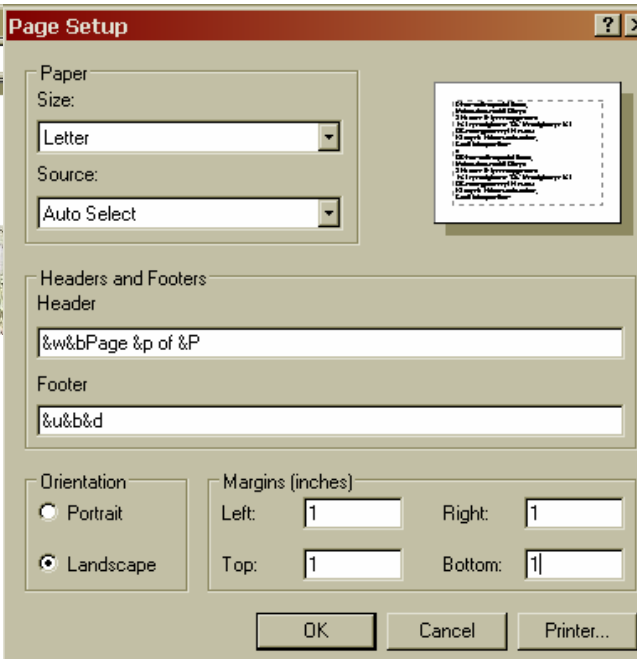 Page Setup
Paper
Size:
Letter
Source:
Auto Select
Headers and Footers
Header
&w&bPage &p of &P
Footer
&u&b&d
Orientation
Portrait
Landscape
Margins (inches)
Left: 1 Right: 1
Top: 1 Bottom: 1
OK Cancel Printer...